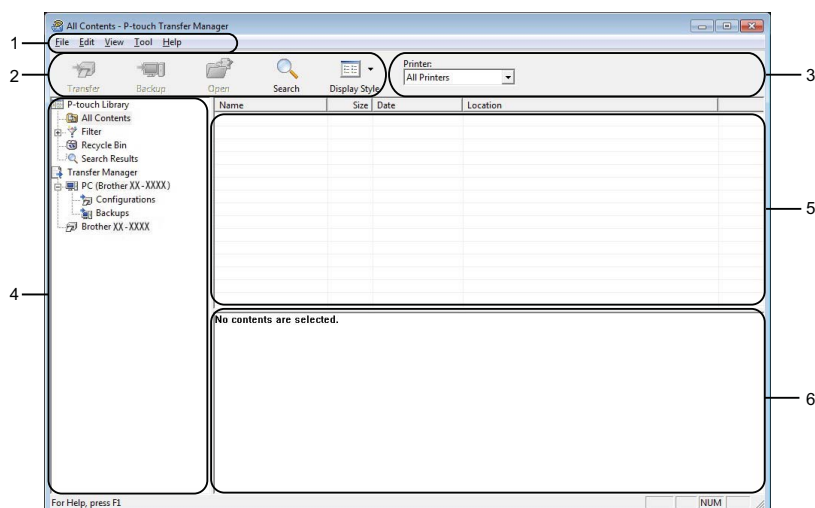 All Contents - P-touch Transfer Manager
1
File Edit View Tool Help
2
Transfer Backup Open Search Display Style
Printer:
All Printers
3
P-touch Library
All Contents
Filter
Recycle Bin
Search Results
Transfer Manager
PC (Brother XX-XXXX)
Configurations
Backups
Brother XX-XXXX
4
Name Size Date Location
5
No contents are selected.
6
For Help, press F1
NUM